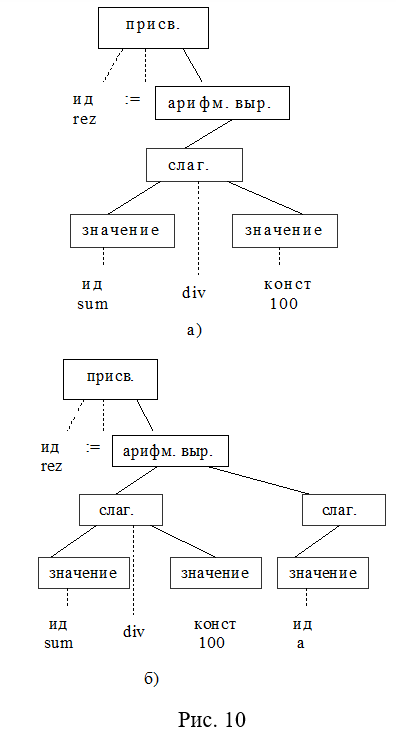 присв.
ид :=
rez
арифм. выр.
слаг.
значение значение
ид div конст
sum 100
а)
присв.
ид :=
rez
арифм. выр.
слаг. слаг.
значение значение значение
ид div конст ид
sum 100 a
б)
Рис. 10